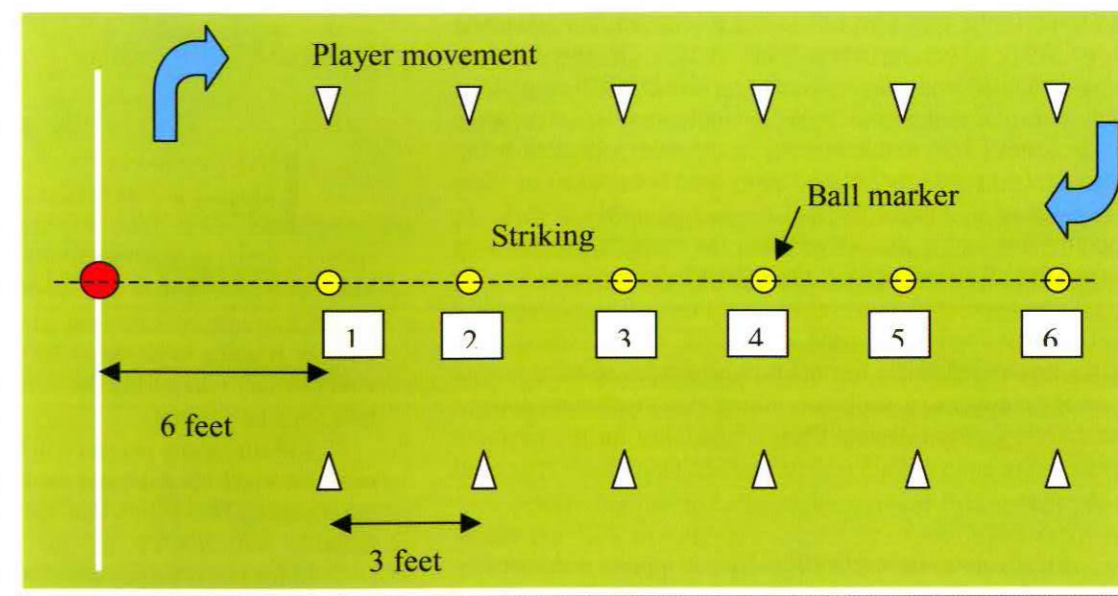 Player movement
Ball marker
Striking
1 2 3 4 5 6
6 feet
3 feet